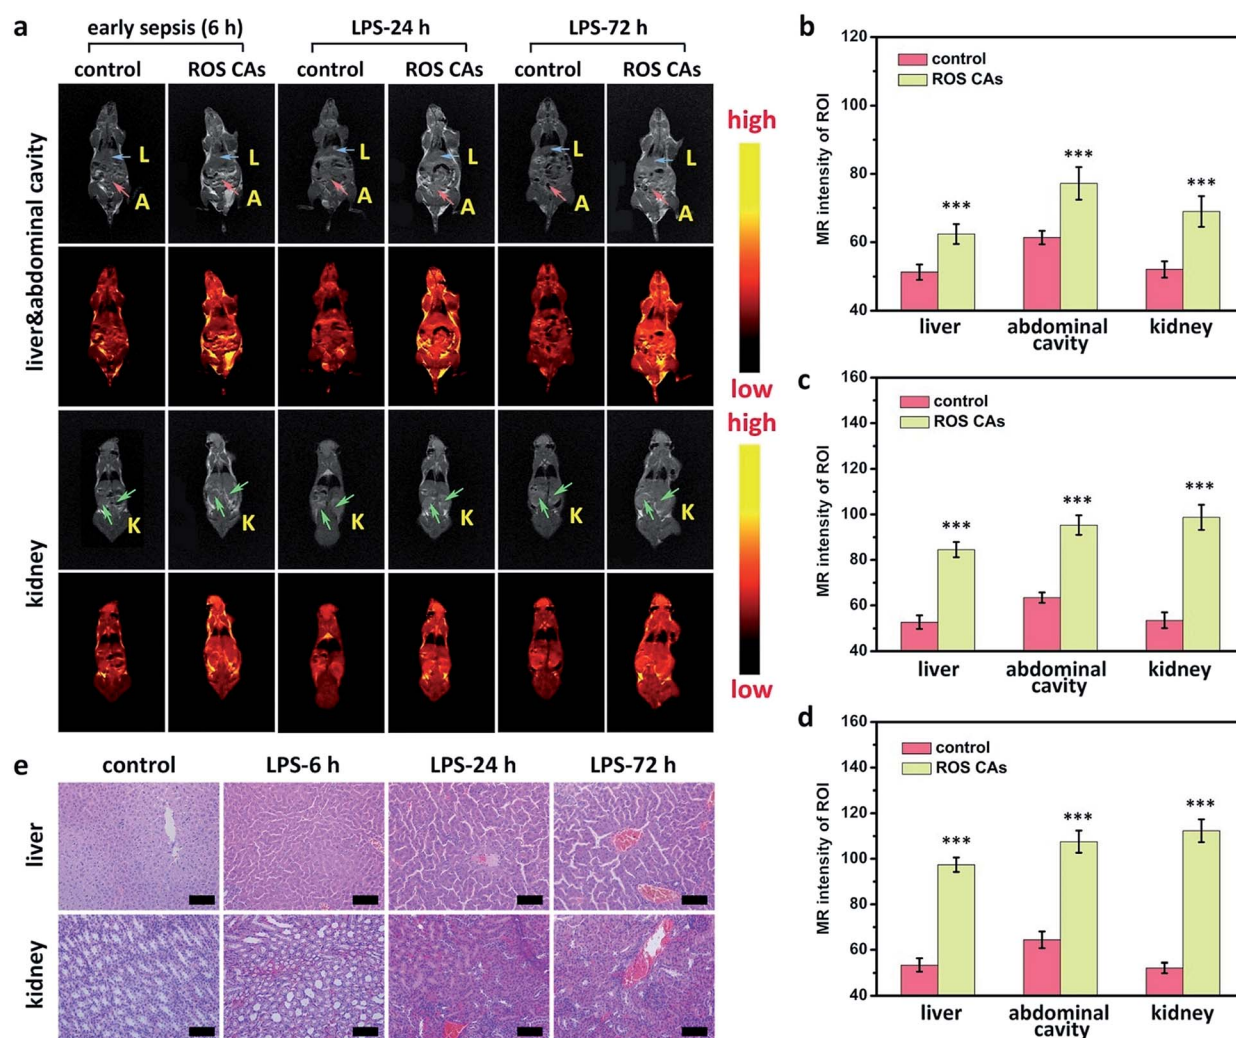 a
early sepsis (6 h)
LPS-24 h
LPS-72 h
control
ROS CAs
control
ROS CAs
control
ROS CAs
liver&abdominal cavity
L
A
L
A
L
A
L
A
L
A
L
A
high
low
kidney
K
K
K
K
K
K
high
low
b
MR intensity of ROI
120
100
80
60
40
control
ROS CAs
***
***
***
liver
abdominal
cavity
kidney
c
MR intensity of ROI
160
140
120
100
80
60
40
control
ROS CAs
***
***
***
liver
abdominal
cavity
kidney
d
MR intensity of ROI
160
140
120
100
80
60
40
control
ROS CAs
***
***
***
liver
abdominal
cavity
kidney
e
control
LPS-6 h
LPS-24 h
LPS-72 h
liver
kidney